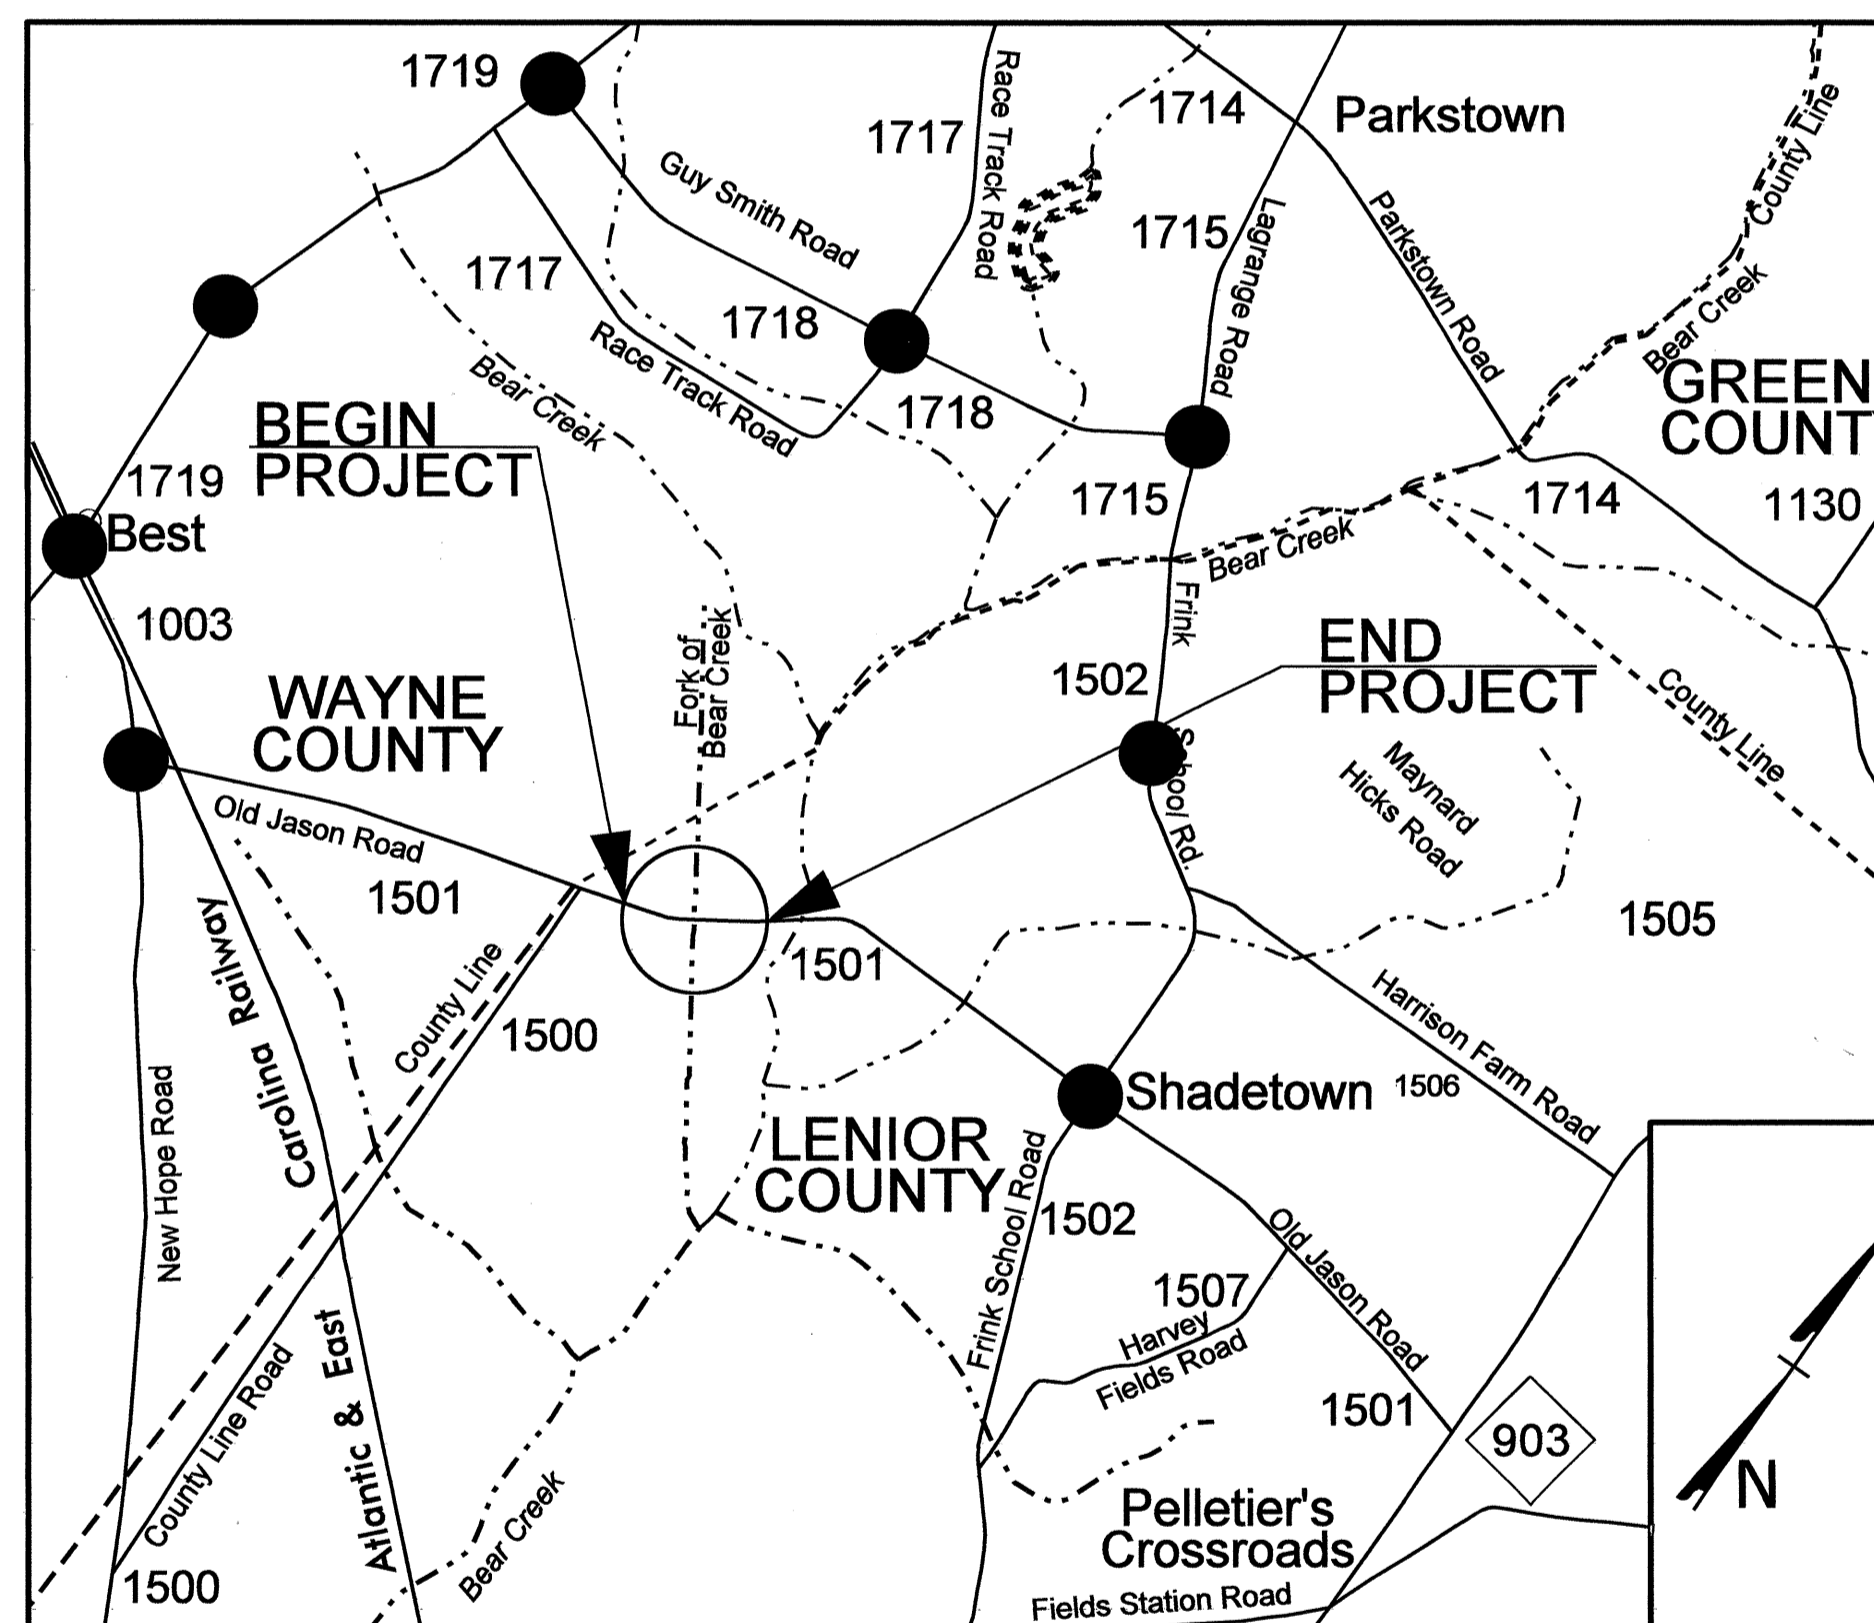 1719
1717
Race Track Road
1714
Parkstown
County Line
Guy Smith Road
1717
1715
Lagrange Road
Parkstown Road
Bear Creek
1718
Race Track Road
Bear Creek
1718
GREEN
COUNT
BEGIN
PROJECT
1719
Best
1715
Bear Creek
1714
1130
1003
Frink
School Rd.
1502
END
PROJECT
WAYNE
COUNTY
Fork of
Bear Creek
County Line
Maynard
Hicks Road
Old Jason Road
1501
1505
1501
County Line
1500
Carolina Railway
Harrison Farm Road
Shadetown
1506
New Hope Road
LENIOR
COUNTY
Frink School Road
1502
Old Jason Road
1507
Harvey
Fields Road
1501
903
N
County Line Road
Atlantic & East
Bear Creek
Pelletier's
Crossroads
1500
Fields Station Road